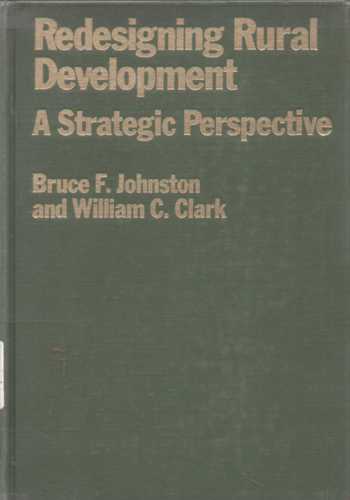 Redesigning Rural
Development
A Strategic Perspective
Bruce F. Johnston
and William C. Clark